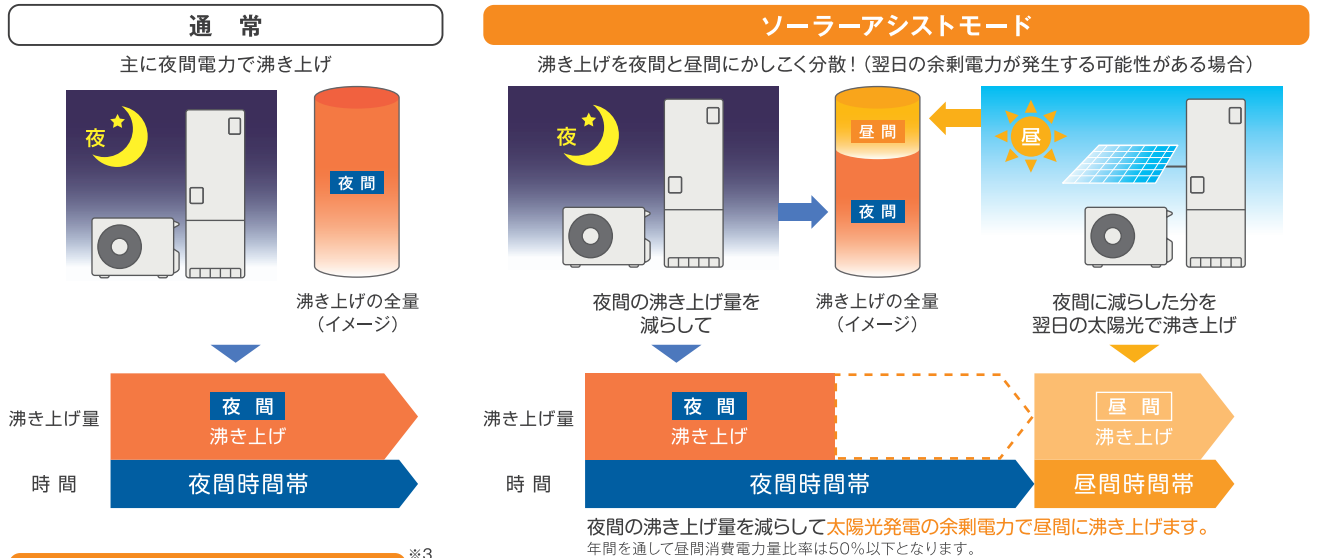 通常
主に夜間電力で沸き上げ
夜
夜間
沸き上げの全量
（イメージ）
沸き上げ量
夜間
沸き上げ
時間
夜間時間帯
※3
ソーラーアシストモード
沸き上げを夜間と昼間にかしこく分散！（翌日の余剰電力が発生する可能性がある場合）
夜
昼間
夜間
昼
夜間の沸き上げ量を
減らして
沸き上げの全量
（イメージ）
夜間に減らした分を
翌日の太陽光で沸き上げ
沸き上げ量
夜間
沸き上げ
昼間
沸き上げ
時間
夜間時間帯
昼間時間帯
夜間の沸き上げ量を減らして太陽光発電の余剰電力で昼間に沸き上げます。
年間を通して昼間消費電力量比率は50%以下となります。